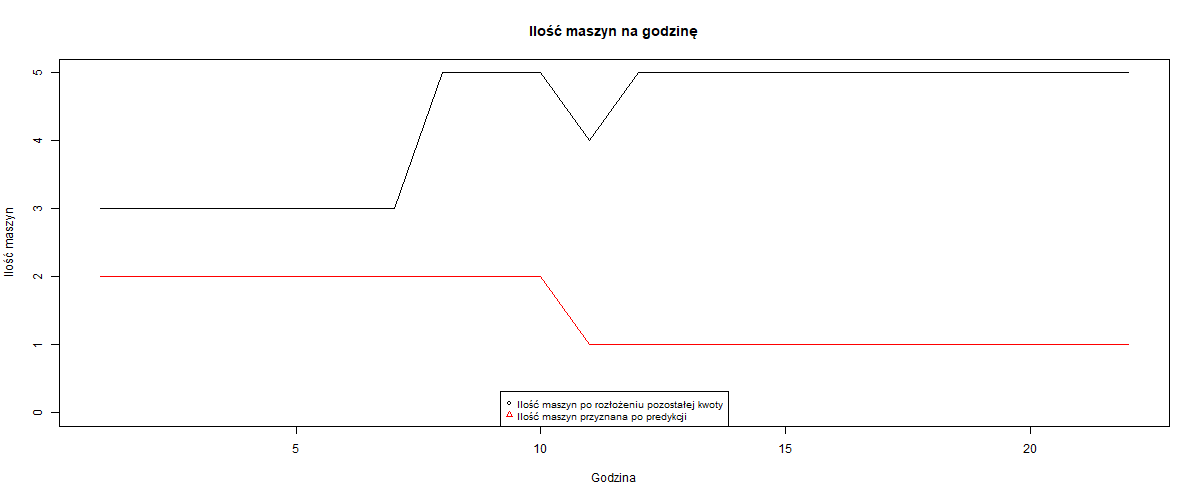 Ilość maszyn na godzinę
Ilość maszyn
5
4
3
2
1
0
Ilość maszyn po rozłożeniu pozostałej kwoty
Ilość maszyn przyznana po predykcji
5 10 15 20
Godzina